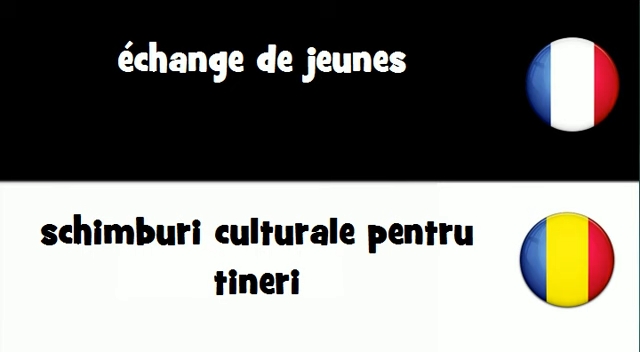 échange de jeunes
schimburi culturale pentru
tineri